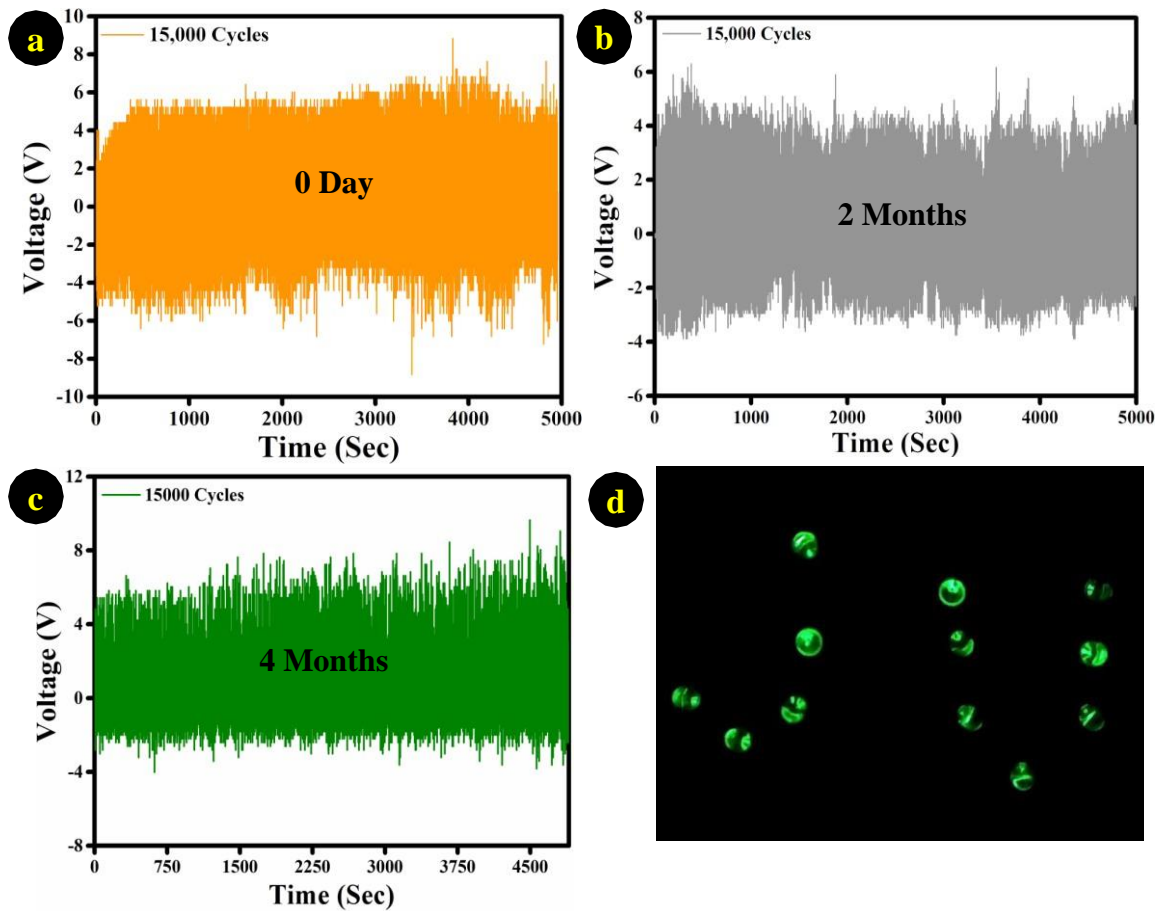 a
15,000 Cycles
10
8
6
4
2
0
-2
-4
-6
-8
-10
Voltage (V)
0 Day
0 1000 2000 3000 4000 5000
Time (Sec)
b
15,000 Cycles
8
6
4
2
0
-2
-4
-6
Voltage (V)
2 Months
0 1000 2000 3000 4000 5000
Time (Sec)
c
15000 Cycles
12
8
4
0
-4
-8
Voltage (V)
4 Months
0 750 1500 2250 3000 3750 4500
Time (Sec)
d